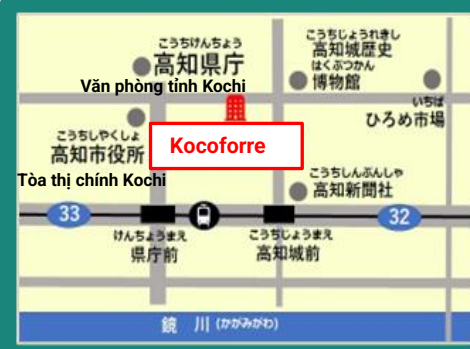 こうちけんちょう
高知県庁
Văn phòng tỉnh Kochi
こうちじょうれきし
高知城歴史
はくぶつかん
博物館
いちば
ひろめ市場
こうちしやくしょ
高知市役所
Tòa thị chính Kochi
Kocoforre
こうちしんぶんしゃ
高知新聞社
33
32
けんちょうまえ
県庁前
こうちじょうまえ
高知城前
鏡 川 (かがみがわ)